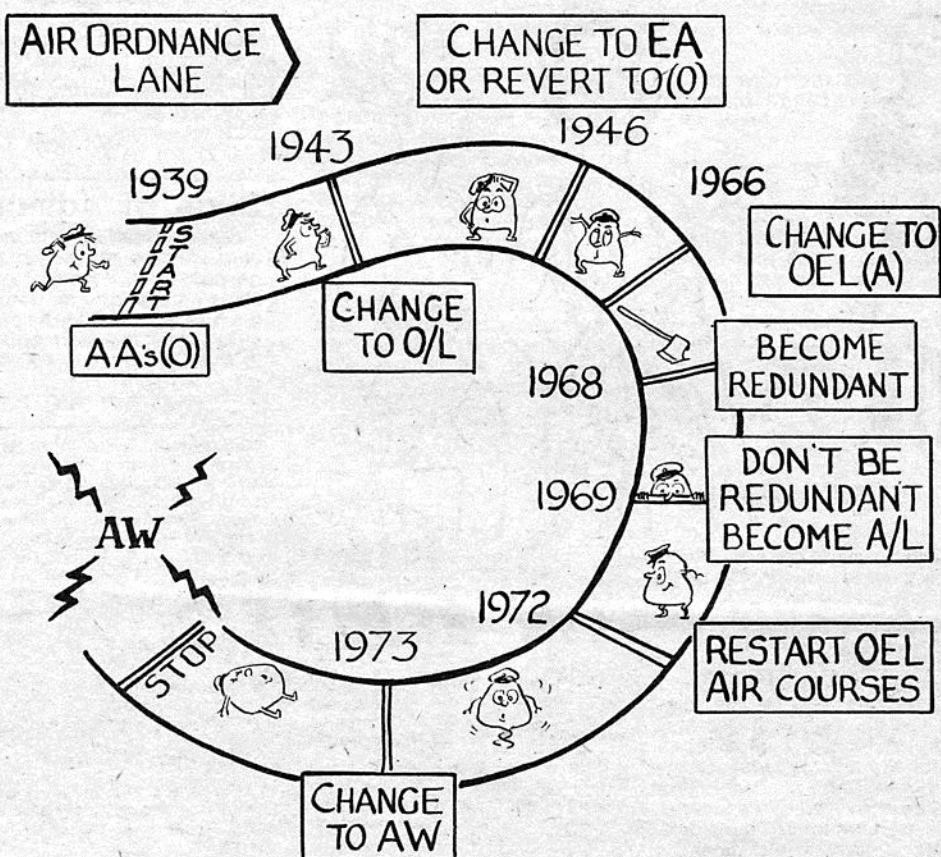 AIR ORDNANCE
LANE
CHANGE TO EA
OR REVERT TO (O)
1939
1943
1946
1966
START
AA's (O)
CHANGE
TO O/L
CHANGE TO
OEL (A)
1968
BECOME
REDUNDANT
1969
DON'T BE
REDUNDANT
BECOME A/L
AW
1972
1973
RESTART OEL
AIR COURSES
STOP
CHANGE
TO AW